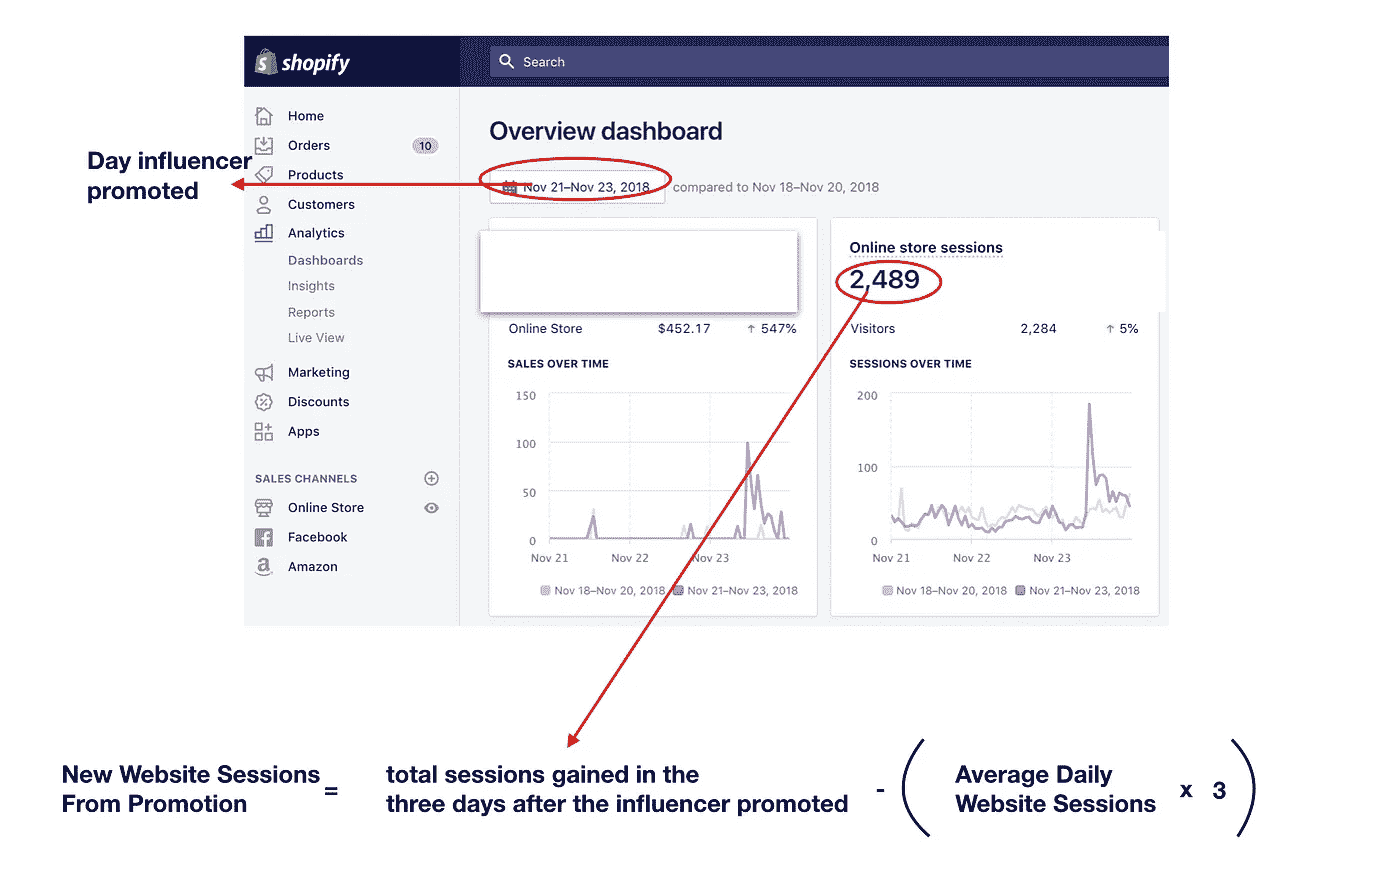 shopify
Search
Home
Orders
10
Products
Customers
Analytics
Dashboards
Insights
Reports
Live View
Marketing
Discounts
Apps
SALES CHANNELS
Online Store
Facebook
Amazon
Day influencer
promoted
Overview dashboard
Nov 21–Nov 23, 2018 compared to Nov 18–Nov 20, 2018
Online Store $452.17 ↑ 547%
SALES OVER TIME
150
100
50
0
Nov 21 Nov 22 Nov 23
Nov 18–Nov 20, 2018 Nov 21–Nov 23, 2018
Online store sessions
2,489
Visitors 2,284 ↑ 5%
SESSIONS OVER TIME
200
100
0
Nov 21 Nov 22 Nov 23
Nov 18–Nov 20, 2018 Nov 21–Nov 23, 2018
New Website Sessions
From Promotion
=
total sessions gained in the
three days after the influencer promoted
- (
Average Daily
Website Sessions
x 3 )